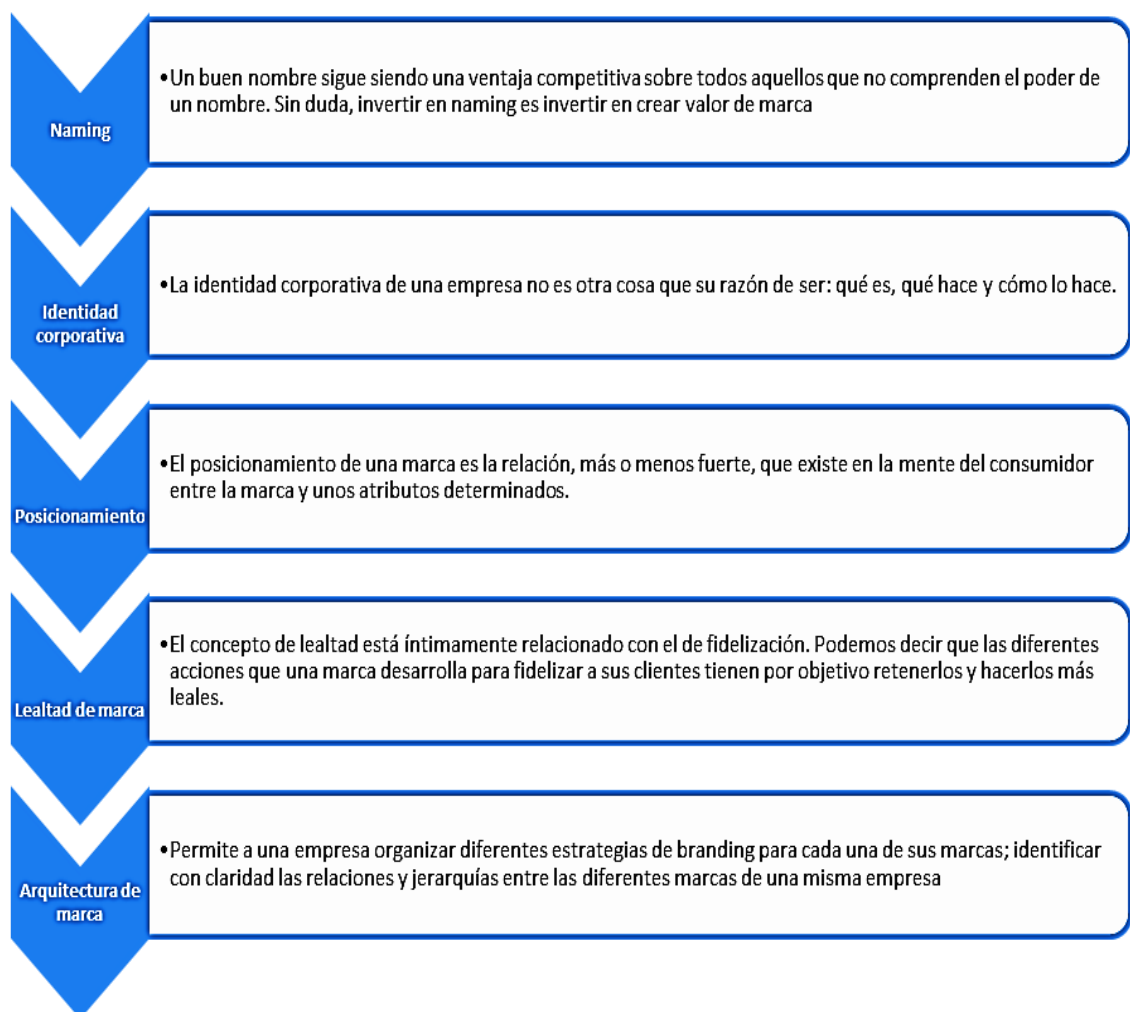 Naming
•Un buen nombre sigue siendo una ventaja competitiva sobre todos aquellos que no comprenden el poder de
un nombre. Sin duda, invertir en naming es invertir en crear valor de marca
Identidad
corporativa
•La identidad corporativa de una empresa no es otra cosa que su razón de ser: qué es, qué hace y cómo lo hace.
Posicionamiento
•El posicionamiento de una marca es la relación, más o menos fuerte, que existe en la mente del consumidor
entre la marca y unos atributos determinados.
Lealtad de marca
•El concepto de lealtad está íntimamente relacionado con el de fidelización. Podemos decir que las diferentes
acciones que una marca desarrolla para fidelizar a sus clientes tienen por objetivo retenerlos y hacerlos más
leales.
Arquitectura de
marca
•Permite a una empresa organizar diferentes estrategias de branding para cada una de sus marcas; identificar
con claridad las relaciones y jerarquías entre las diferentes marcas de una misma empresa